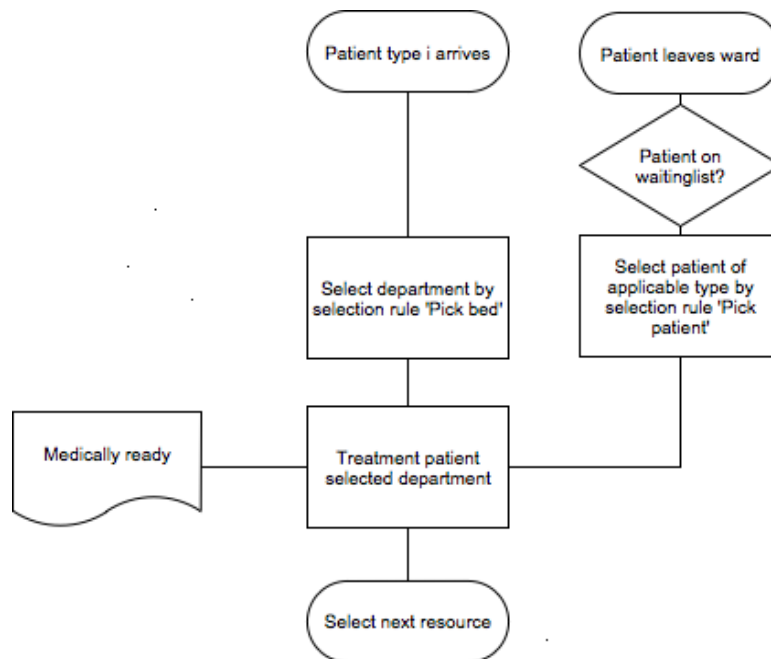 Patient type i arrives
Patient leaves ward
Patient on
waitinglist?
Select department by
selection rule 'Pick bed'
Select patient of
applicable type by
selection rule 'Pick
patient'
Medically ready
Treatment patient
selected department
Select next resource